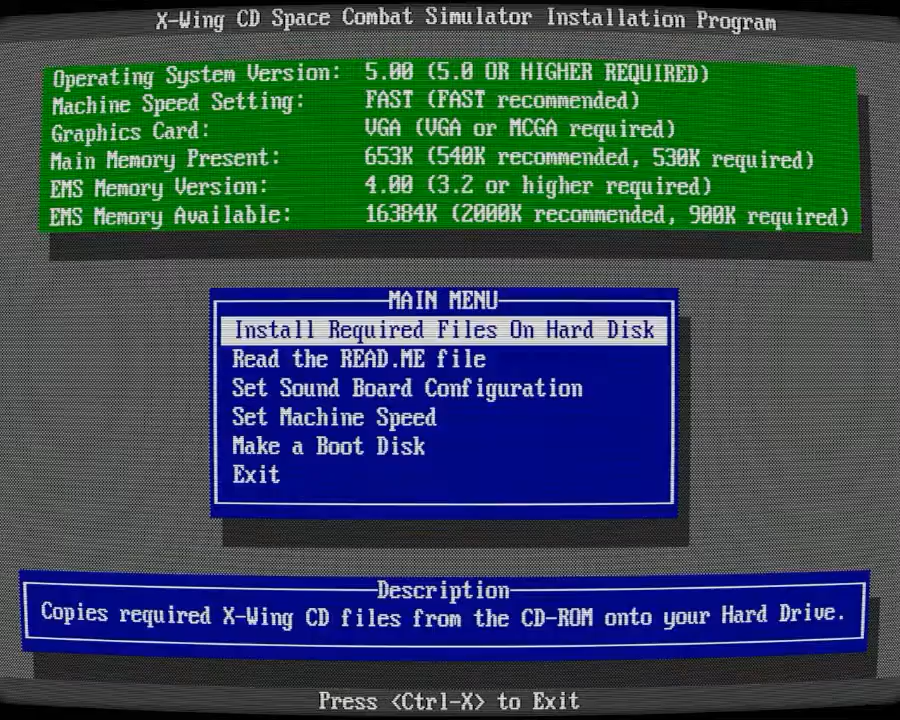 X-Wing CD Space Combat Simulator Installation Program
Operating System Version: 5.00 (5.0 OR HIGHER REQUIRED)
Machine Speed Setting: FAST (FAST recommended)
Graphics Card: VGA (VGA or MCGA required)
Main Memory Present: 653K (540K recommended, 530K required)
EMS Memory Version: 4.00 (3.2 or higher required)
EMS Memory Available: 16384K (2000K recommended, 900K required)
MAIN MENU
Install Required Files On Hard Disk
Read the READ.ME file
Set Sound Board Configuration
Set Machine Speed
Make a Boot Disk
Exit
Description
Copies required X-Wing CD files from the CD-ROM onto your Hard Drive.
Press <Ctrl-X> to Exit